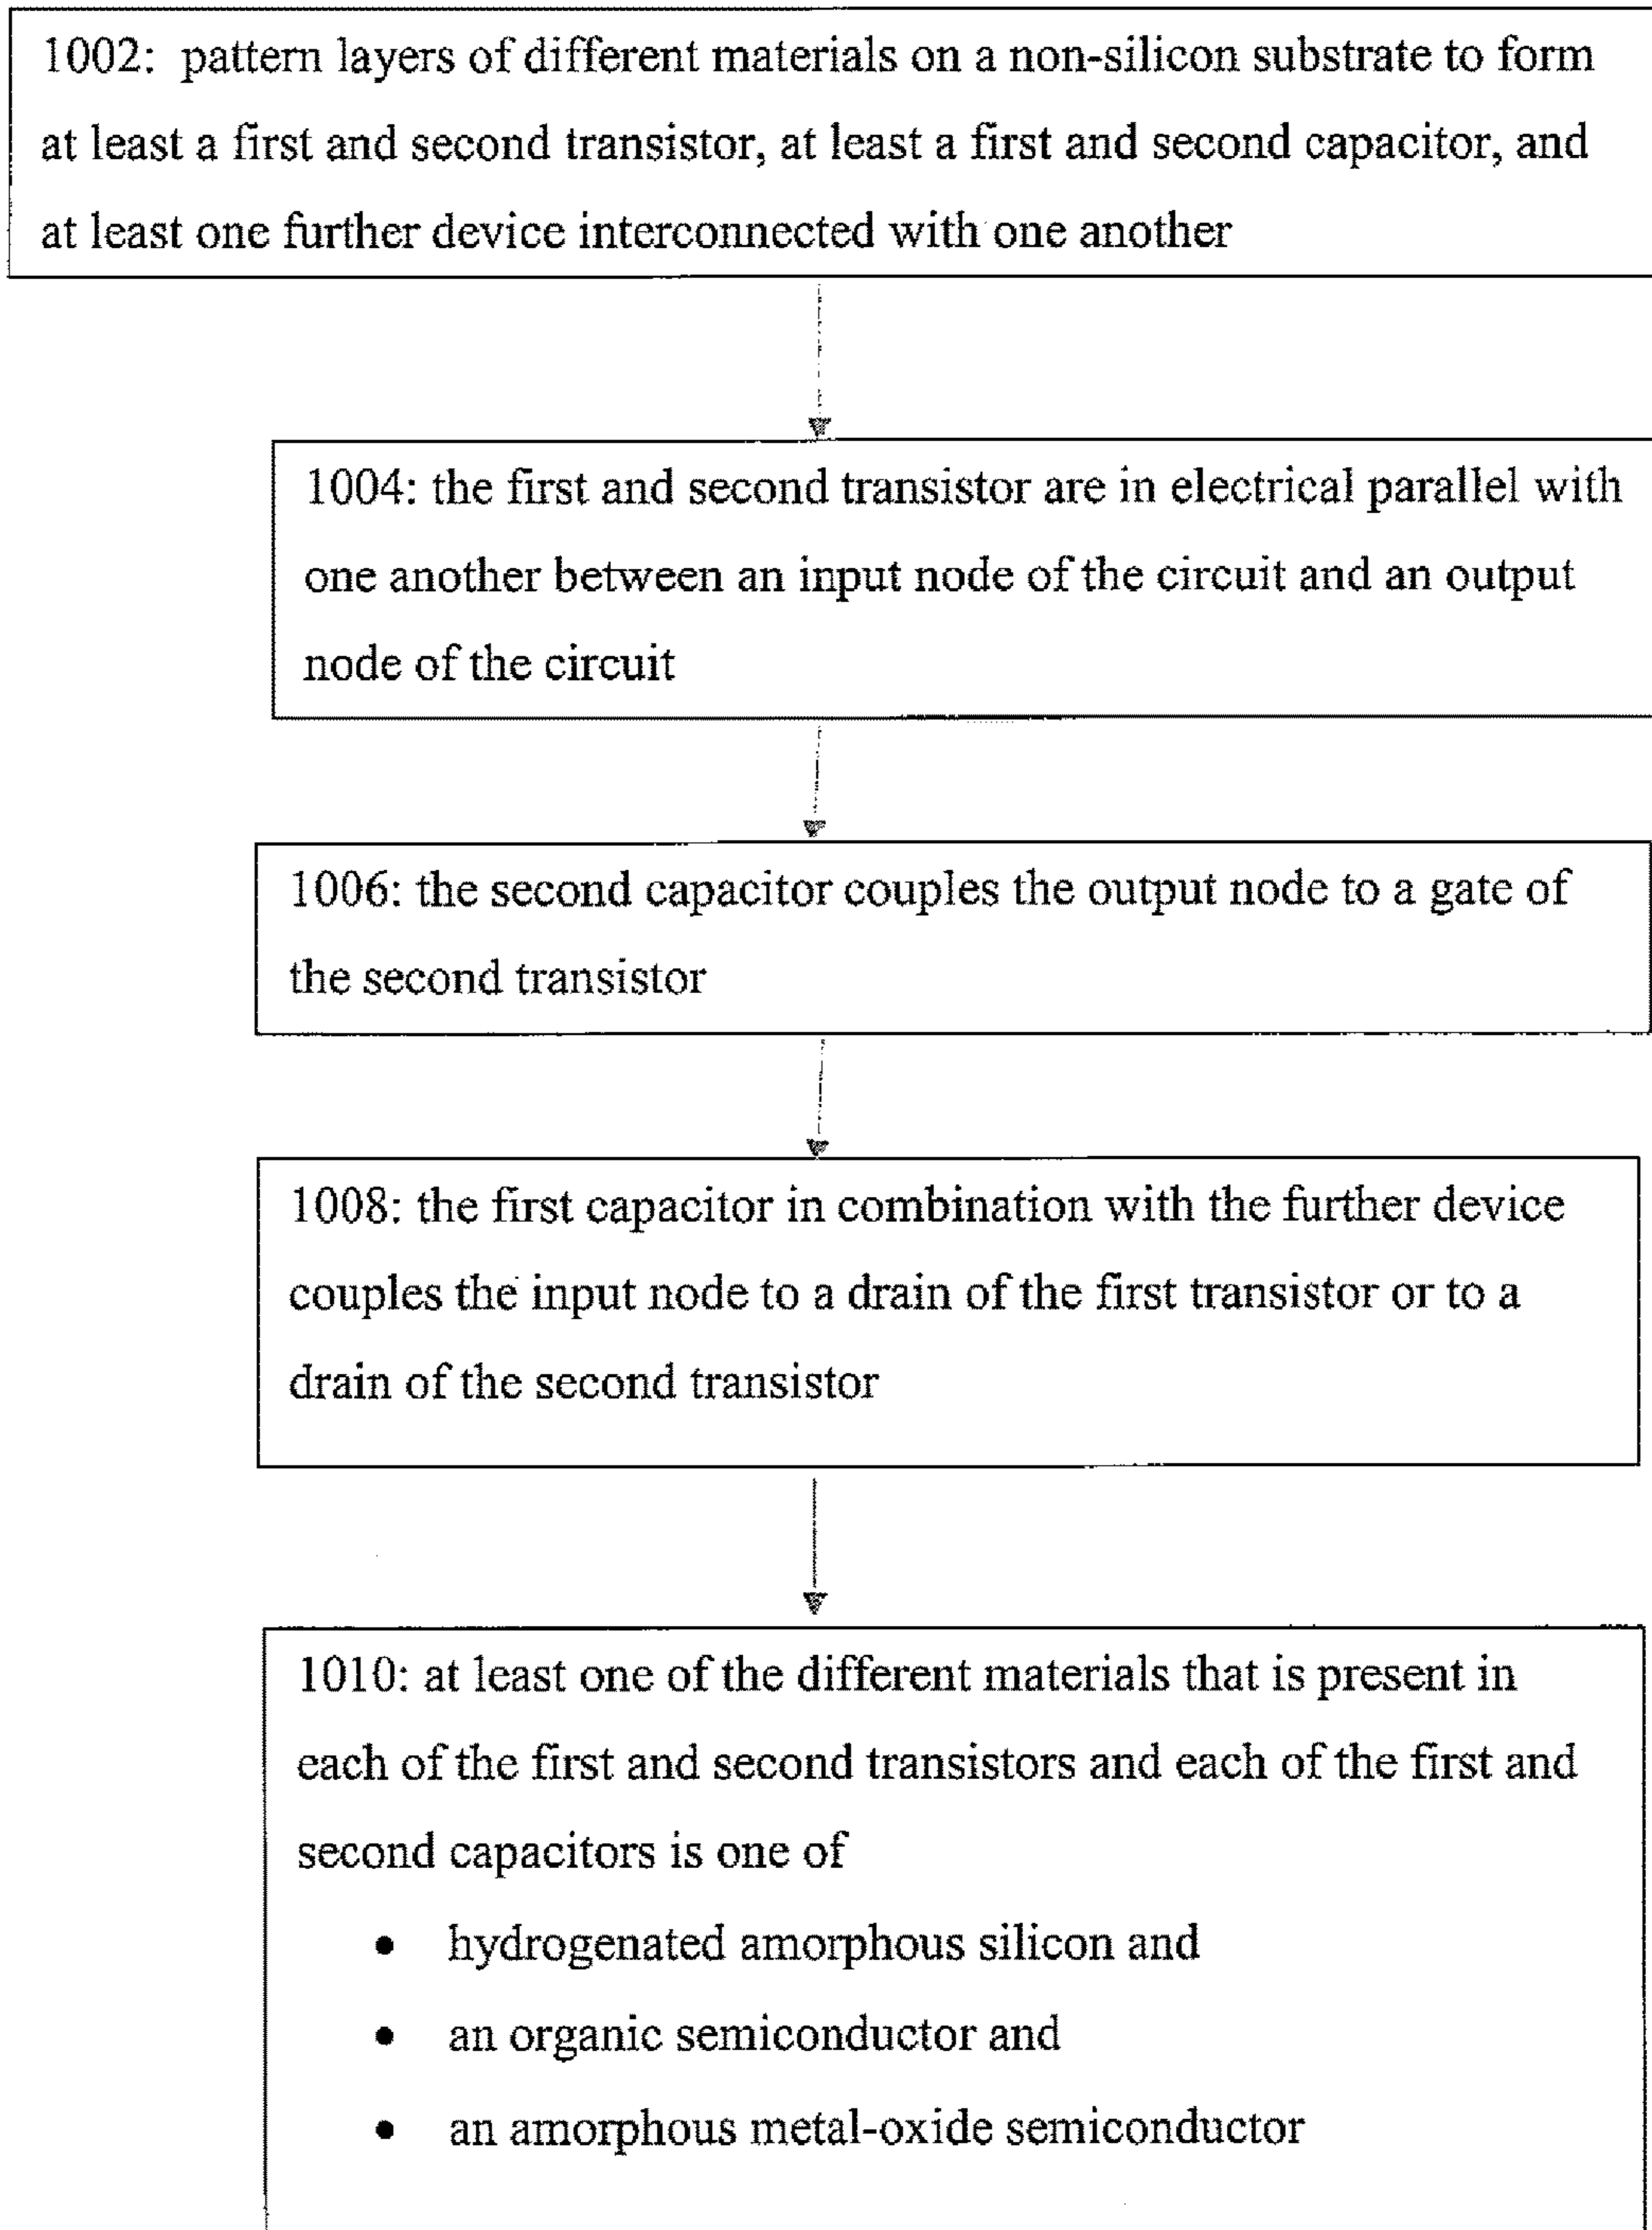 1002: pattern layers of different materials on a non-silicon substrate to form
at least a first and second transistor, at least a first and second capacitor, and
at least one further device interconnected with one another
1004: the first and second transistor are in electrical parallel with
one another between an input node of the circuit and an output
node of the circuit
1006: the second capacitor couples the output node to a gate of
the second transistor
1008: the first capacitor in combination with the further device
couples the input node to a drain of the first transistor or to a
drain of the second transistor
1010: at least one of the different materials that is present in
each of the first and second transistors and each of the first and
second capacitors is one of
• hydrogenated amorphous silicon and
• an organic semiconductor and
• an amorphous metal-oxide semiconductor